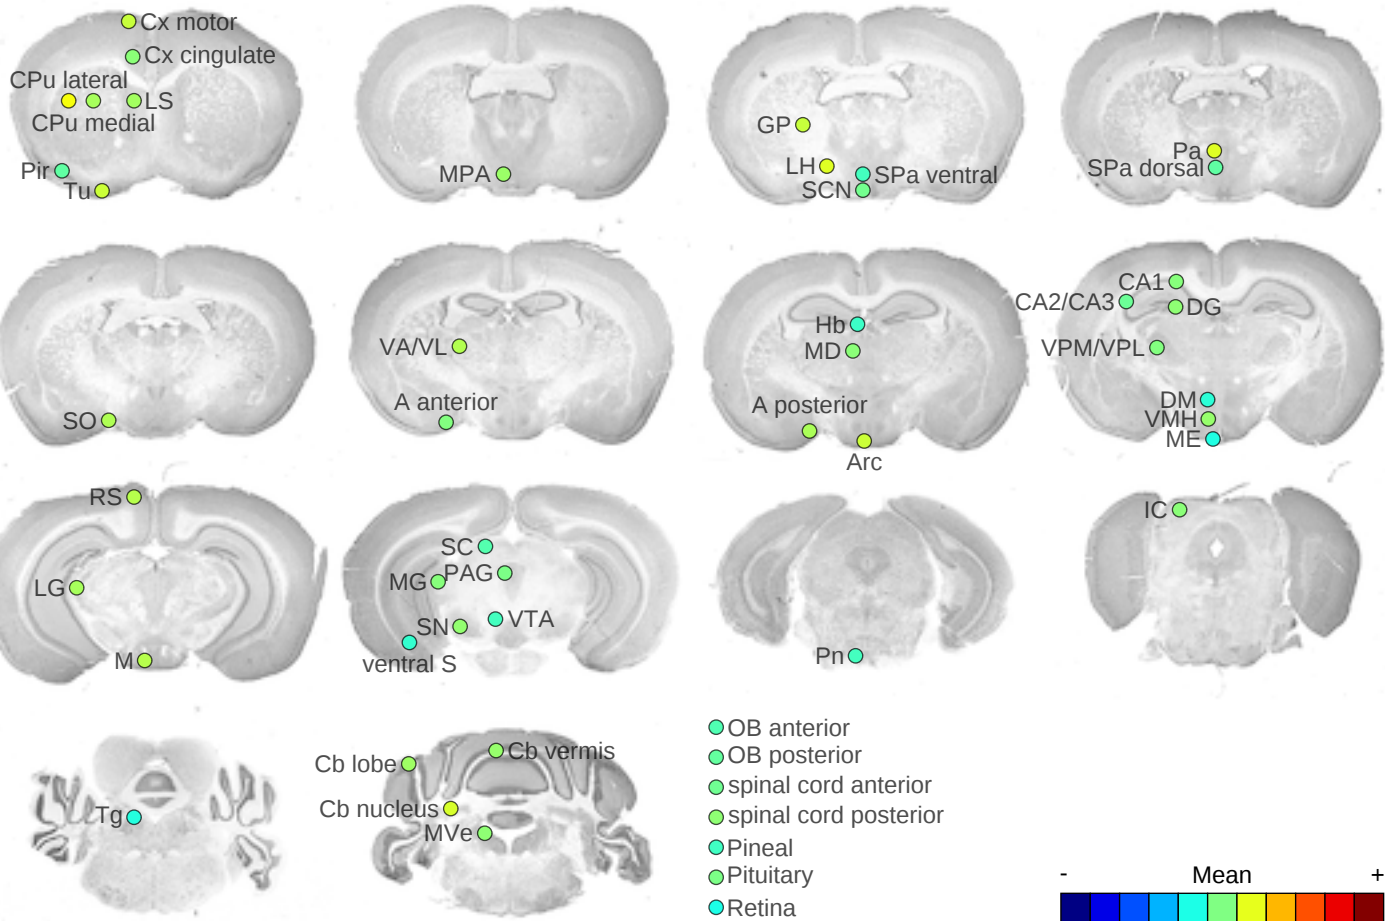 Cx motor
Cx cingulate
CPu lateral
LS
CPu medial
Pir
Tu
MPA
GP
LH
SPa ventral
SCN
Pa
SPa dorsal
SO
VA/VL
A anterior
Hb
MD
A posterior
Arc
CA1
CA2/CA3
DG
VPM/VPL
DM
VMH
ME
RS
LG
M
SC
MG
PAG
SN
VTA
ventral S
Pn
IC
Tg
Cb lobe
Cb vermis
Cb nucleus
MVe
OB anterior
OB posterior
spinal cord anterior
spinal cord posterior
Pineal
Pituitary
Retina
- Mean +